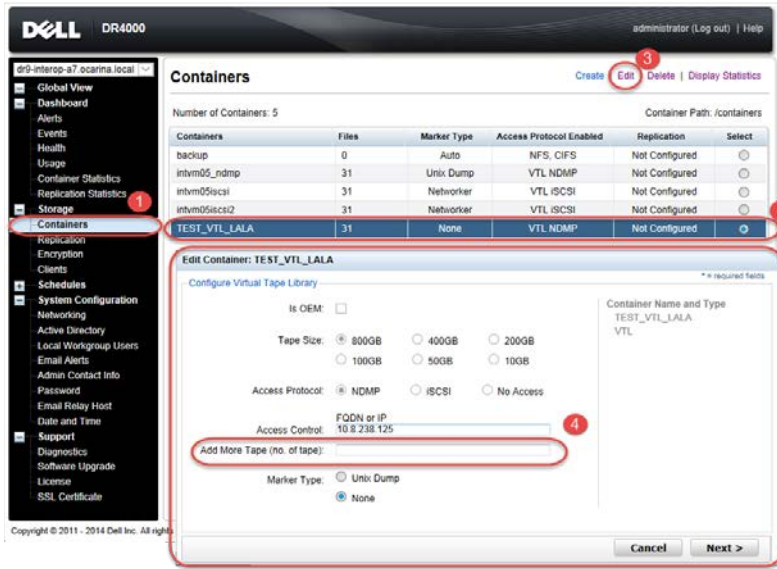 DELL DR4000
administrator (Log out) | Help
dr9-interop-a7.ocarina.local
Global View
Dashboard
Alerts
Events
Health
Usage
Container Statistics
Replication Statistics
1
Storage
Containers
Replication
Encryption
Clients
Schedules
System Configuration
Networking
Active Directory
Local Workgroup Users
Email Alerts
Admin Contact Info
Password
Email Relay Host
Date and Time
Support
Diagnostics
Software Upgrade
License
SSL Certificate
Copyright © 2011 - 2014 Dell Inc. All right
3
Containers
Create | Edit | Delete | Display Statistics
Number of Containers: 5
Container Path: /containers
Containers Files Marker Type Access Protocol Enabled Replication Select
backup 0 Auto NFS, CIFS Not Configured
intvm05_ndmp 31 Unix Dump VTL NDMP Not Configured
intvm05iscsi 31 Networker VTL iSCSI Not Configured
intvm05iscsi2 31 Networker VTL iSCSI Not Configured
TEST_VTL_LALA 31 None VTL NDMP Not Configured
Edit Container: TEST_VTL_LALA
* = required fields
Configure Virtual Tape Library
Is OEM:
Tape Size: 800GB 400GB 200GB
100GB 50GB 10GB
Access Protocol: NDMP iSCSI No Access
FQDN or IP
Access Control: 10.8.238.125
4
Add More Tape (no. of tape):
Marker Type: Unix Dump
None
Container Name and Type
TEST_VTL_LALA
VTL
Cancel
Next >